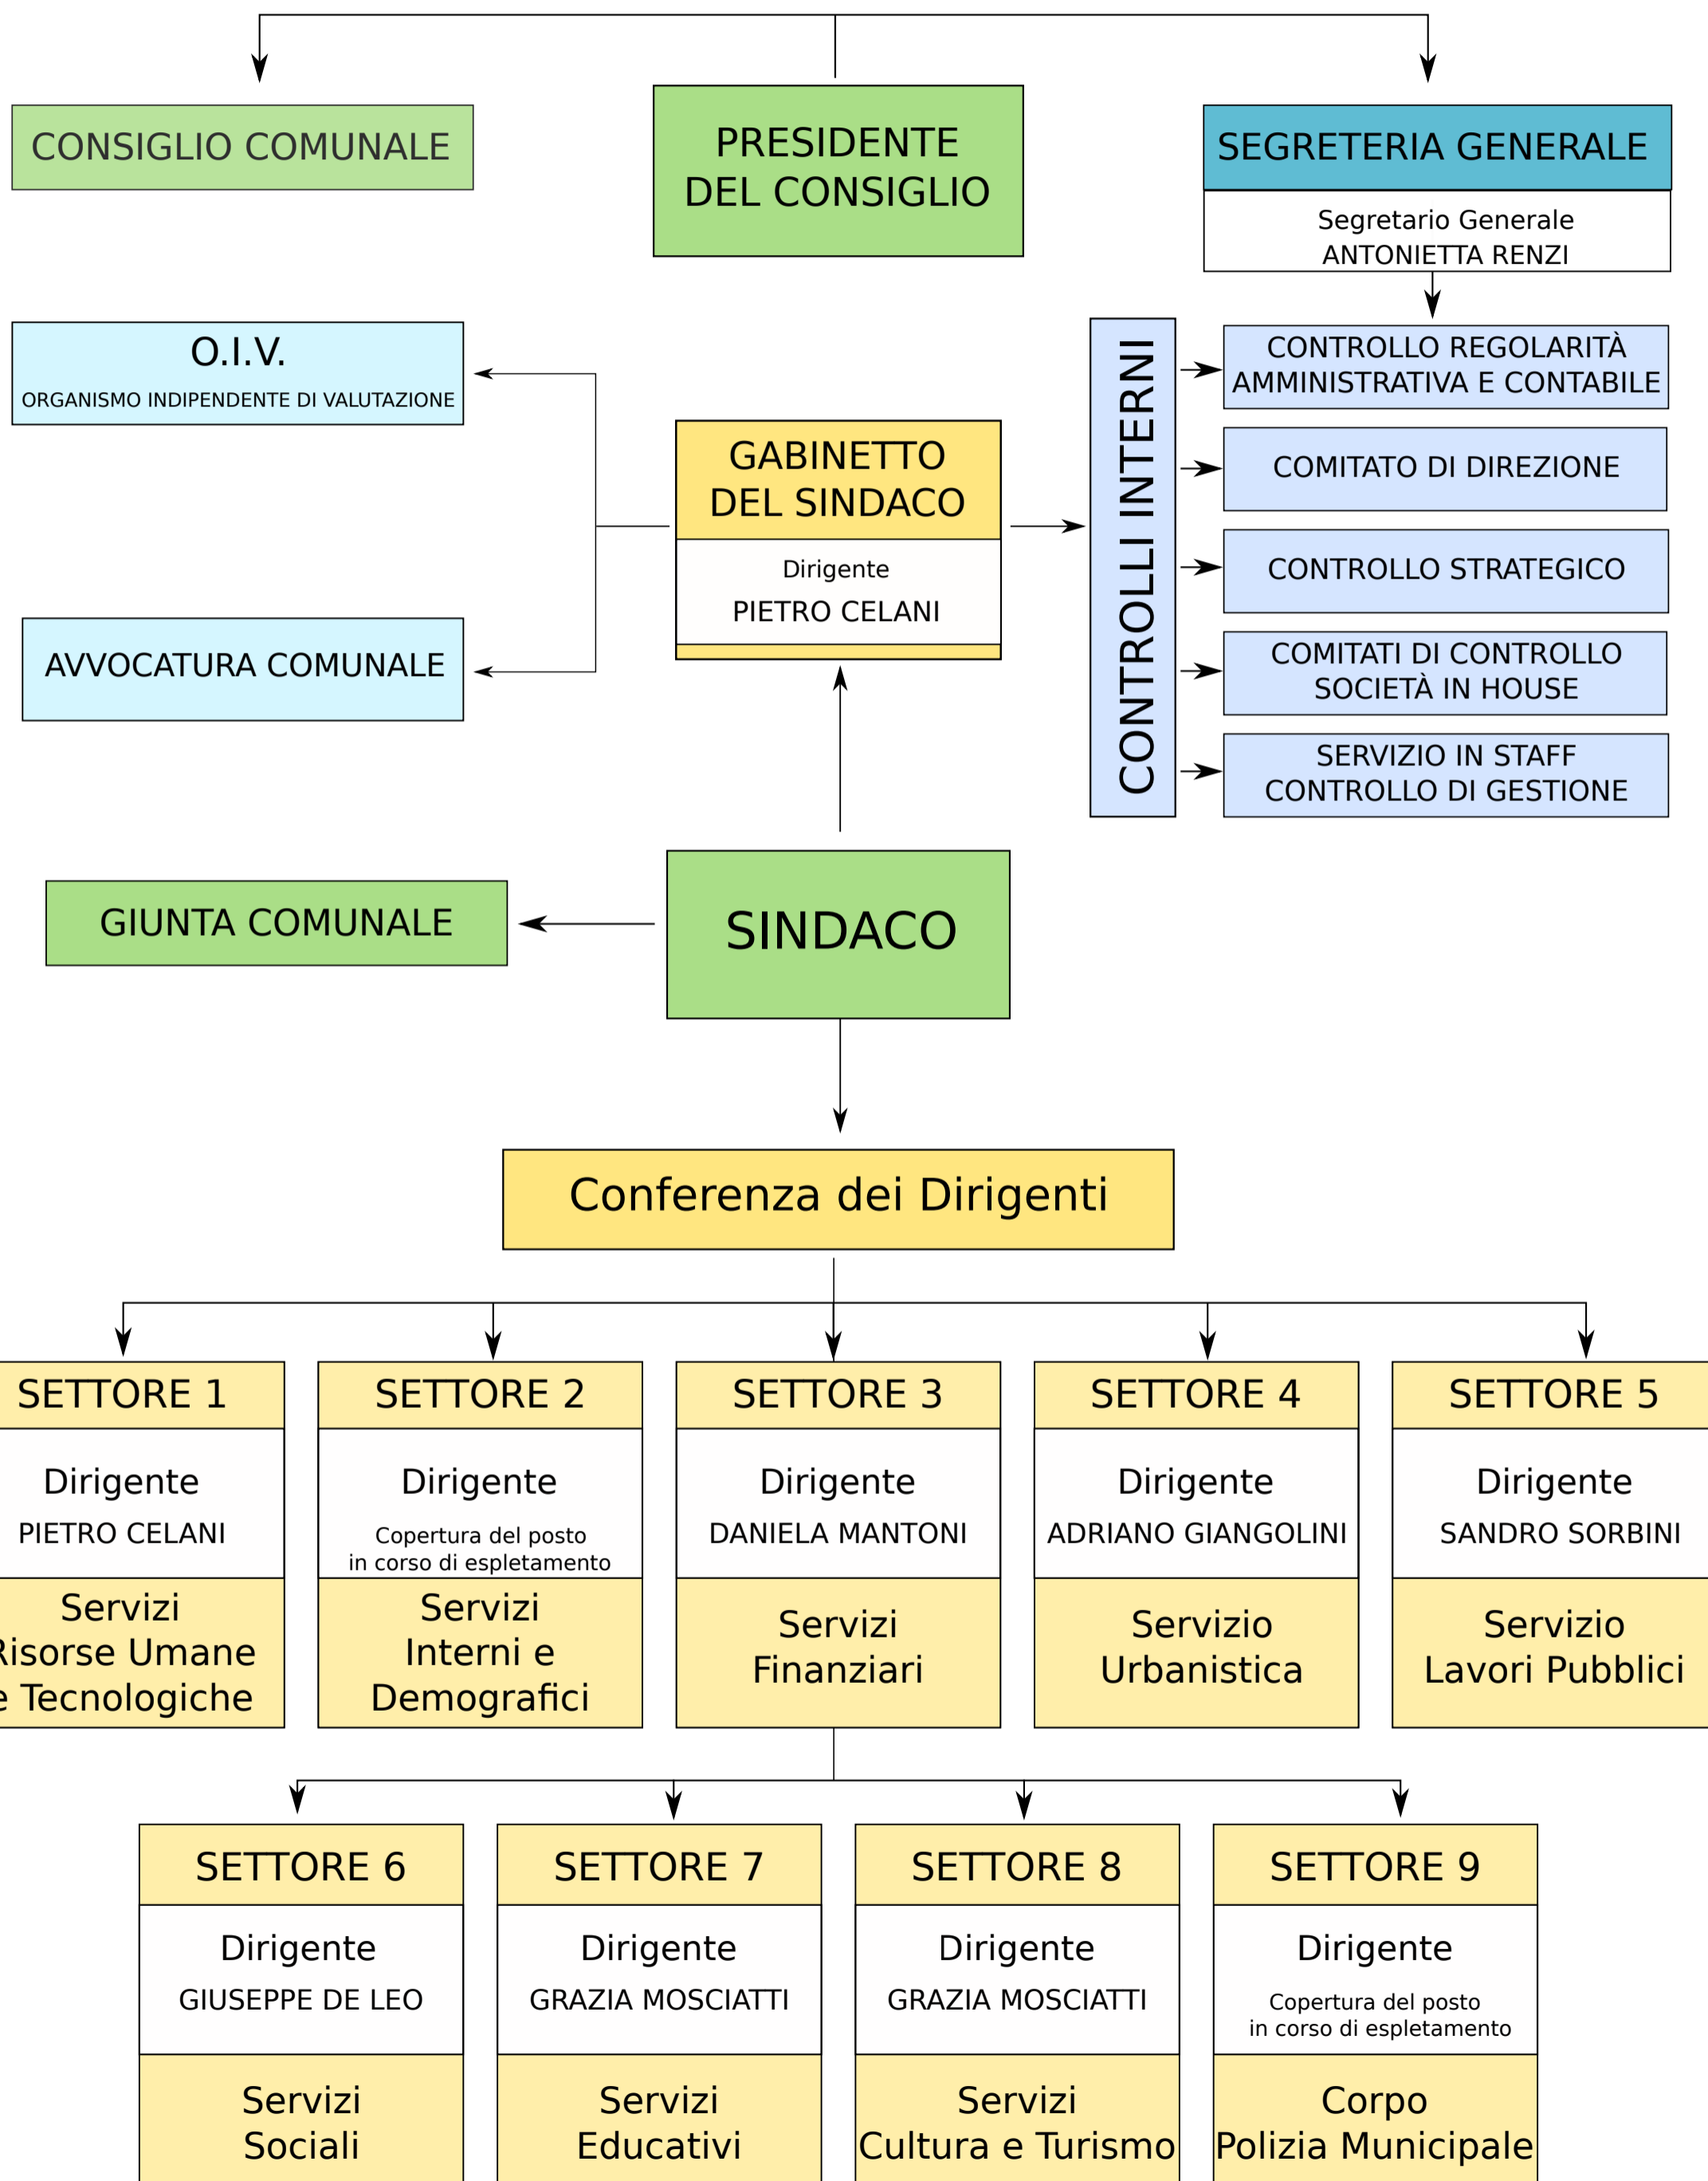 CONSIGLIO COMUNALE
PRESIDENTE
DEL CONSIGLIO
SEGRETERIA GENERALE
Segretario Generale
ANTONIETTA RENZI
O.I.V.
ORGANISMO INDIPENDENTE DI VALUTAZIONE
AVVOCATURA COMUNALE
GABINETTO
DEL SINDACO
Dirigente
PIETRO CELANI
CONTROLLI INTERNI
CONTROLLO REGOLARITÀ
AMMINISTRATIVA E CONTABILE
COMITATO DI DIREZIONE
CONTROLLO STRATEGICO
COMITATI DI CONTROLLO
SOCIETÀ IN HOUSE
SERVIZIO IN STAFF
CONTROLLO DI GESTIONE
GIUNTA COMUNALE
SINDACO
Conferenza dei Dirigenti
SETTORE 1
Dirigente
PIETRO CELANI
Servizi
Risorse Umane
e Tecnologiche
SETTORE 2
Dirigente
Copertura del posto
in corso di espletamento
Servizi
Interni e
Demografici
SETTORE 3
Dirigente
DANIELA MANTONI
Servizi
Finanziari
SETTORE 4
Dirigente
ADRIANO GIANGOLINI
Servizio
Urbanistica
SETTORE 5
Dirigente
SANDRO SORBINI
Servizio
Lavori Pubblici
SETTORE 6
Dirigente
GIUSEPPE DE LEO
Servizi
Sociali
SETTORE 7
Dirigente
GRAZIA MOSCIATTI
Servizi
Educativi
SETTORE 8
Dirigente
GRAZIA MOSCIATTI
Servizi
Cultura e Turismo
SETTORE 9
Dirigente
Copertura del posto
in corso di espletamento
Corpo
Polizia Municipale